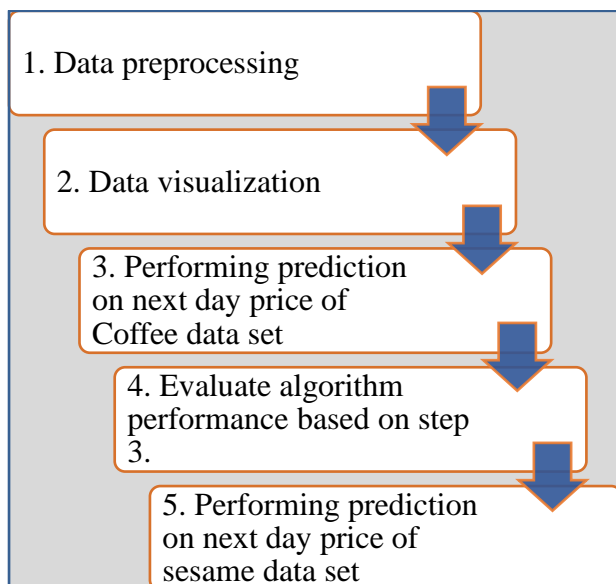 1. Data preprocessing
2. Data visualization
3. Performing prediction
on next day price of
Coffee data set
4. Evaluate algorithm
performance based on step
3.
5. Performing prediction
on next day price of
sesame data set